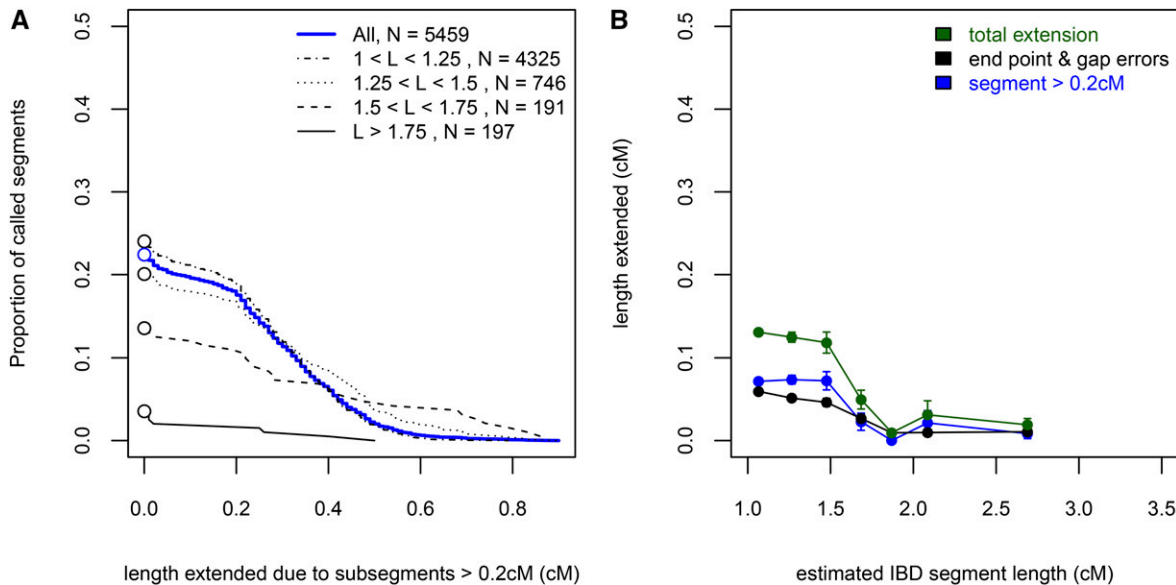 A
All, N = 5459
1 < L < 1.25 , N = 4325
1.25 < L < 1.5 , N = 746
1.5 < L < 1.75 , N = 191
L > 1.75 , N = 197
Proportion of called segments
0.5
0.4
0.3
0.2
0.1
0.0
0.0 0.2 0.4 0.6 0.8
length extended due to subsegments > 0.2cM (cM)
B
total extension
end point & gap errors
segment > 0.2cM
length extended (cM)
0.5
0.4
0.3
0.2
0.1
0.0
1.0 1.5 2.0 2.5 3.0 3.5
estimated IBD segment length (cM)